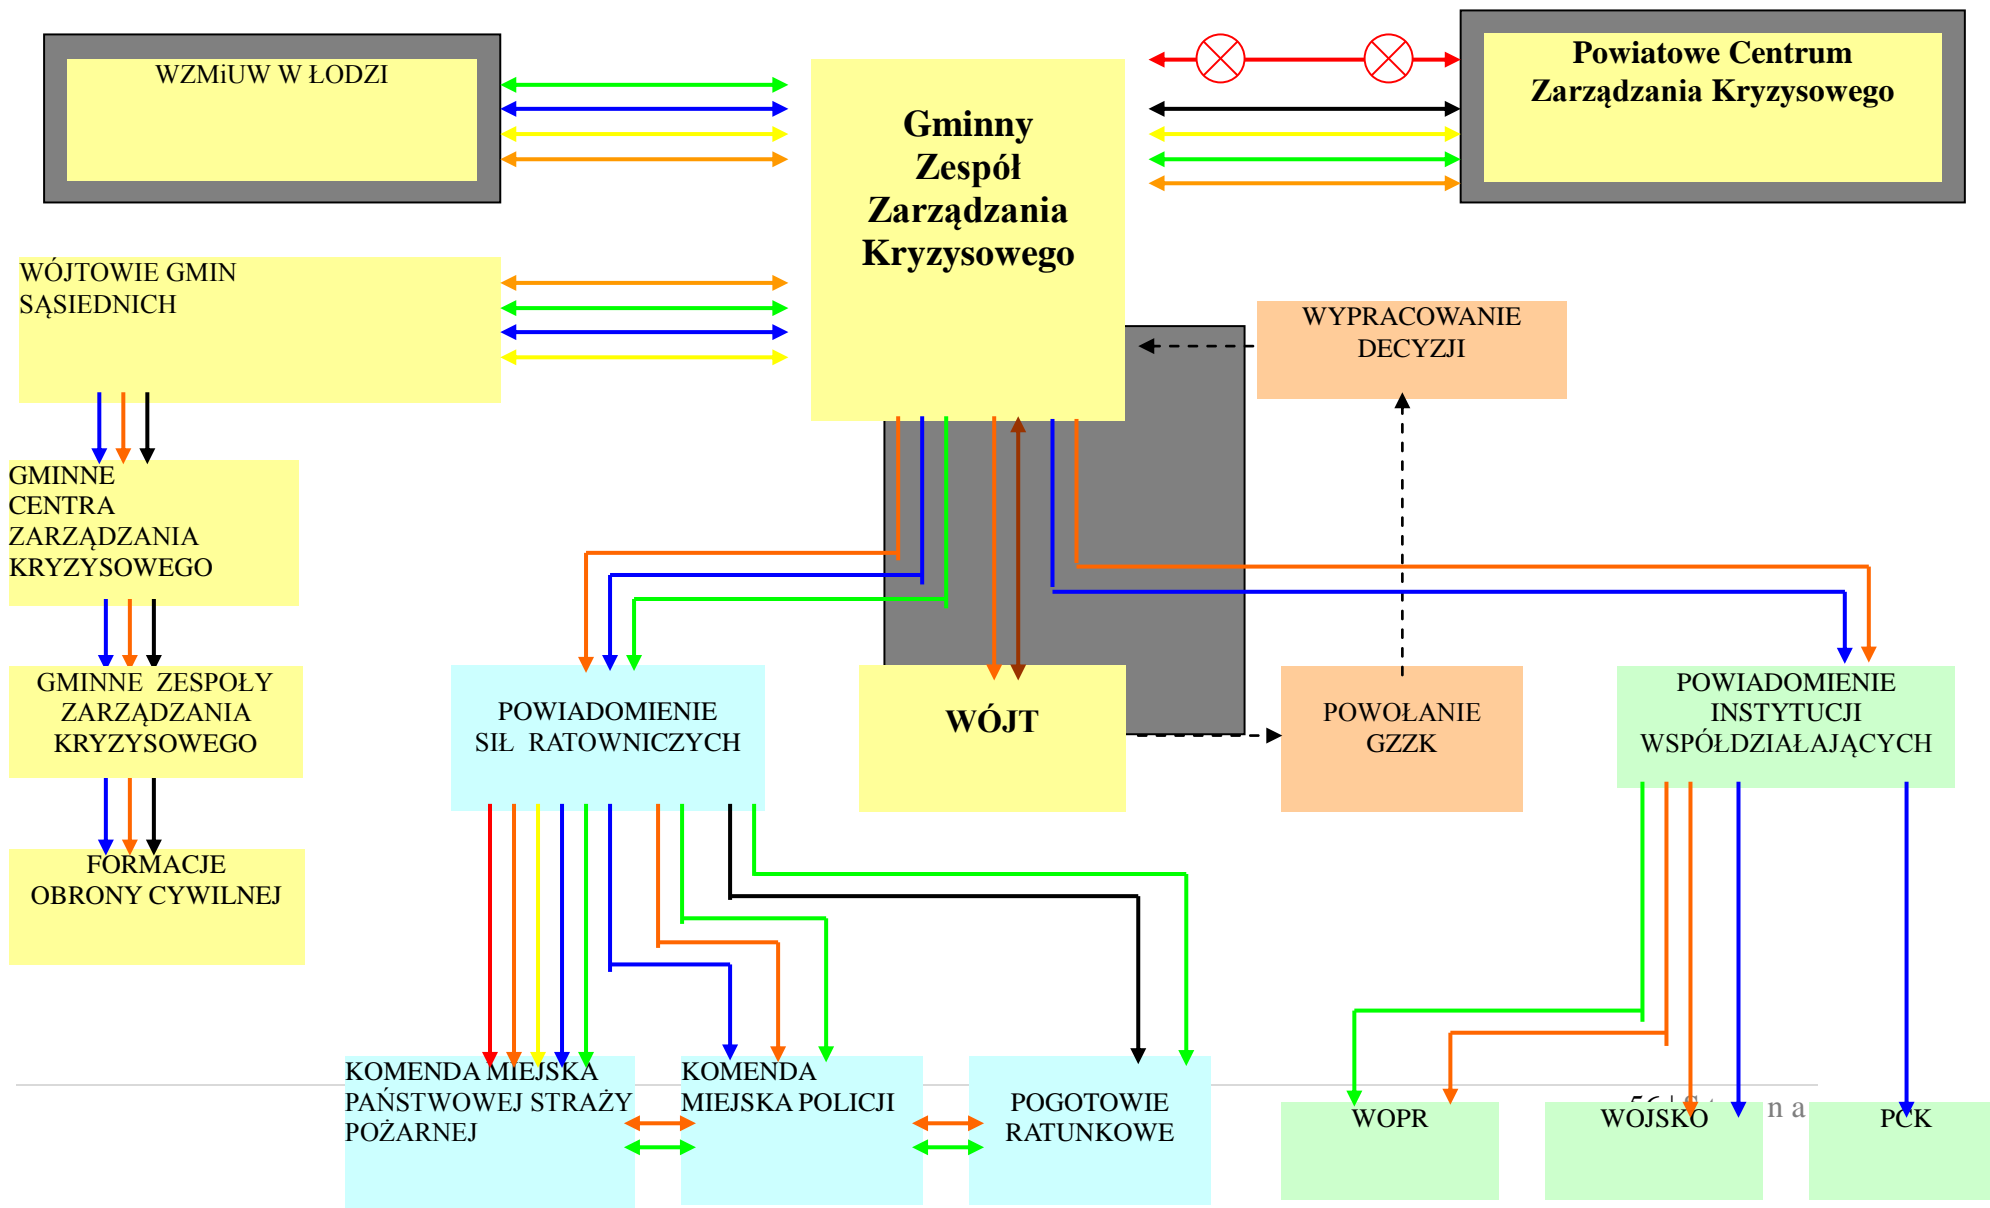 WZMiUW W ŁODZI
Gminny
Zespół
Zarządzania
Kryzysowego
Powiatowe Centrum
Zarządzania Kryzysowego
WÓJTOWIE GMIN
SĄSIEDNICH
WYPRACOWANIE
DECYZJI
GMINNE
CENTRA
ZARZĄDZANIA
KRYZYSOWEGO
GMINNE ZESPOŁY
ZARZĄDZANIA
KRYZYSOWEGO
POWIADOMIENIE
SIŁ RATOWNICZYCH
WÓJT
POWOŁANIE
GZZK
POWIADOMIENIE
INSTYTUCJI
WSPÓŁDZIAŁAJĄCYCH
FORMACJE
OBRONY CYWILNEJ
KOMENDA MIEJSKA
PAŃSTWOWEJ STRAŻY
POŻARNEJ
KOMENDA
MIEJSKA POLICJI
POGOTOWIE
RATUNKOWE
WOPR
WOJSKO
PCK